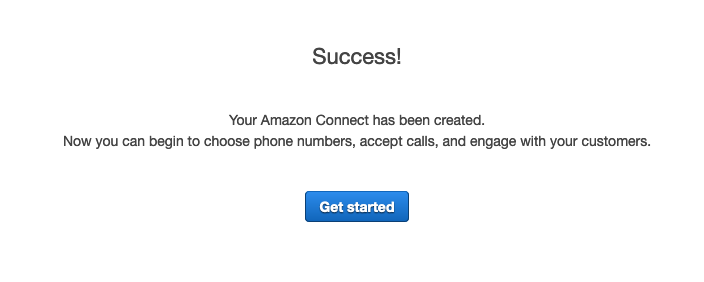 Success!
Your Amazon Connect has been created.
Now you can begin to choose phone numbers, accept calls, and engage with your customers.
Get started